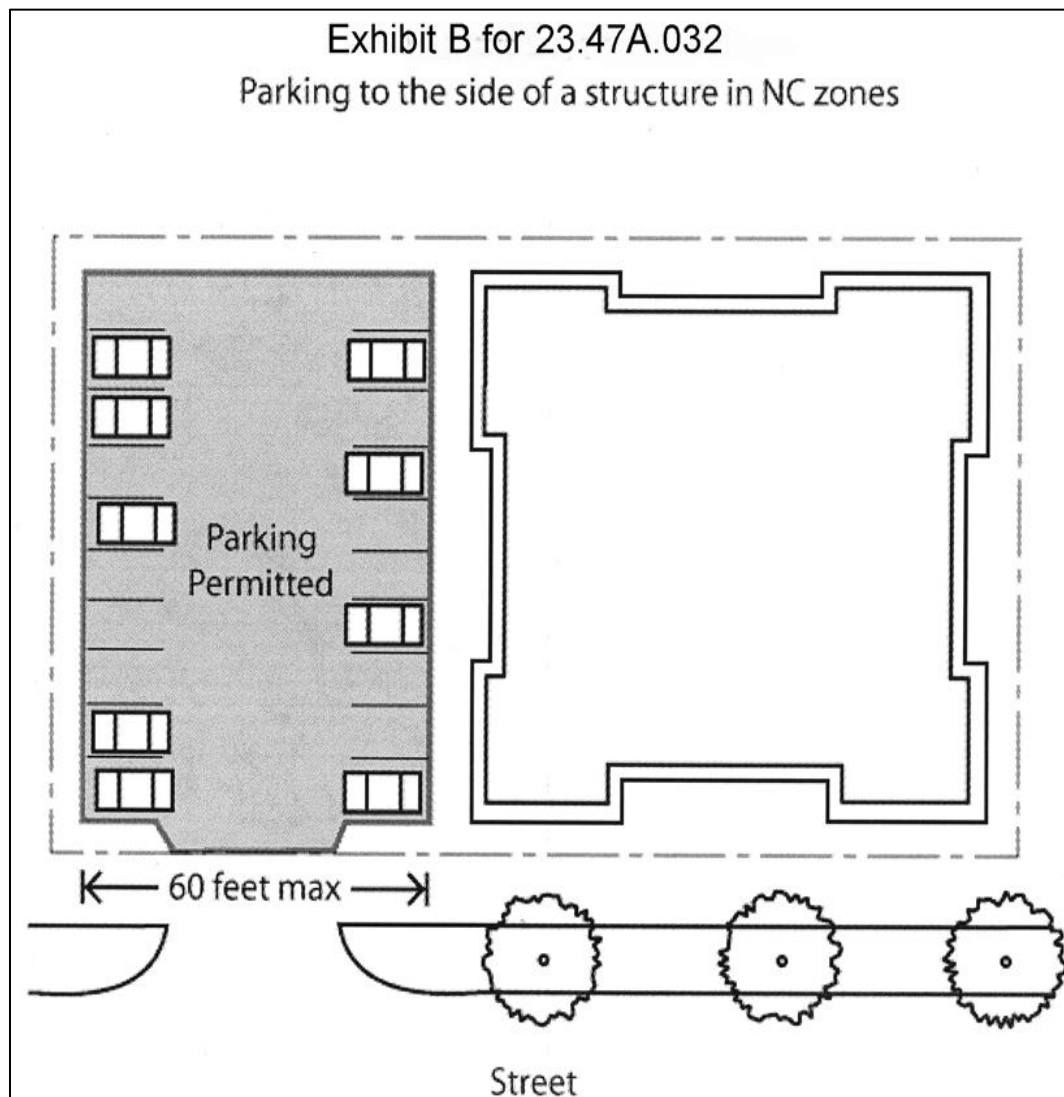 Exhibit B for 23.47A.032
Parking to the side of a structure in NC zones
Parking
Permitted
60 feet max
Street